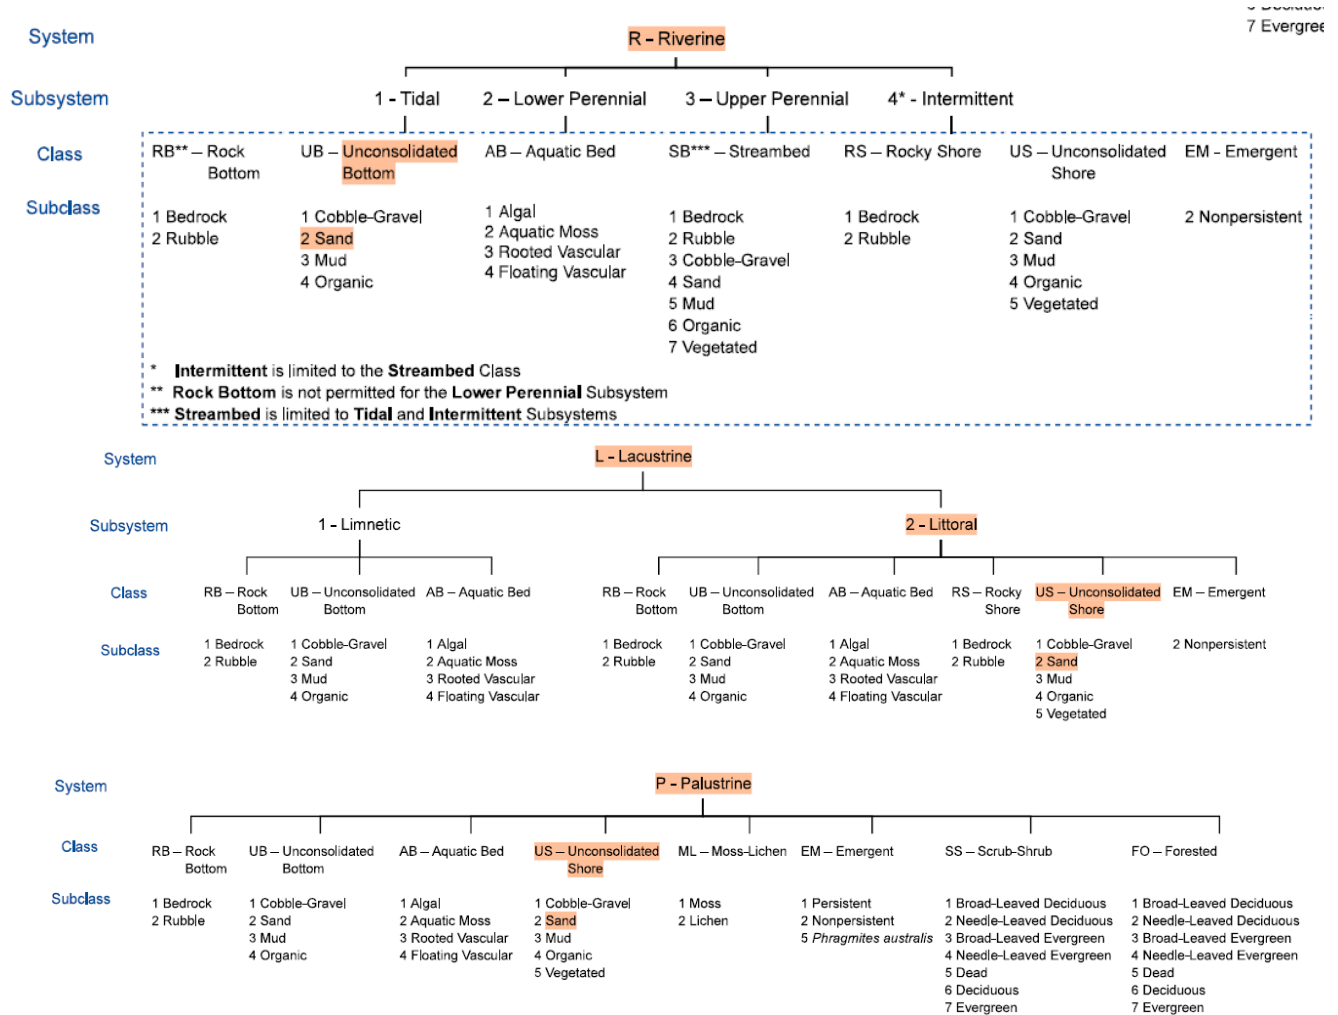 7 Evergree
System
R – Riverine
Subsystem
1 - Tidal
2 – Lower Perennial
3 – Upper Perennial
4* - Intermittent
Class
RB** – Rock
Bottom
UB – Unconsolidated
Bottom
AB – Aquatic Bed
SB*** – Streambed
RS – Rocky Shore
US – Unconsolidated
Shore
EM - Emergent
Subclass
1 Bedrock
2 Rubble
1 Cobble-Gravel
2 Sand
3 Mud
4 Organic
1 Algal
2 Aquatic Moss
3 Rooted Vascular
4 Floating Vascular
1 Bedrock
2 Rubble
3 Cobble-Gravel
4 Sand
5 Mud
6 Organic
7 Vegetated
1 Bedrock
2 Rubble
1 Cobble-Gravel
2 Sand
3 Mud
4 Organic
5 Vegetated
2 Nonpersistent
* Intermittent is limited to the Streambed Class
** Rock Bottom is not permitted for the Lower Perennial Subsystem
*** Streambed is limited to Tidal and Intermittent Subsystems
System
L - Lacustrine
Subsystem
1 - Limnetic
2 - Littoral
Class
RB – Rock
Bottom
UB – Unconsolidated
Bottom
AB – Aquatic Bed
RB – Rock
Bottom
UB – Unconsolidated
Bottom
AB – Aquatic Bed
RS – Rocky
Shore
US – Unconsolidated
Shore
EM – Emergent
Subclass
1 Bedrock
2 Rubble
1 Cobble-Gravel
2 Sand
3 Mud
4 Organic
1 Algal
2 Aquatic Moss
3 Rooted Vascular
4 Floating Vascular
1 Bedrock
2 Rubble
1 Cobble-Gravel
2 Sand
3 Mud
4 Organic
1 Algal
2 Aquatic Moss
3 Rooted Vascular
4 Floating Vascular
1 Bedrock
2 Rubble
1 Cobble-Gravel
2 Sand
3 Mud
4 Organic
5 Vegetated
2 Nonpersistent
System
P - Palustrine
Class
RB – Rock
Bottom
UB – Unconsolidated
Bottom
AB – Aquatic Bed
US – Unconsolidated
Shore
ML – Moss-Lichen
EM – Emergent
SS – Scrub-Shrub
FO – Forested
Subclass
1 Bedrock
2 Rubble
1 Cobble-Gravel
2 Sand
3 Mud
4 Organic
1 Algal
2 Aquatic Moss
3 Rooted Vascular
4 Floating Vascular
1 Cobble-Gravel
2 Sand
3 Mud
4 Organic
5 Vegetated
1 Moss
2 Lichen
1 Persistent
2 Nonpersistent
5 Phragmites australis
1 Broad-Leaved Deciduous
2 Needle-Leaved Deciduous
3 Broad-Leaved Evergreen
4 Needle-Leaved Evergreen
5 Dead
6 Deciduous
7 Evergreen
1 Broad-Leaved Deciduous
2 Needle-Leaved Deciduous
3 Broad-Leaved Evergreen
4 Needle-Leaved Evergreen
5 Dead
6 Deciduous
7 Evergreen